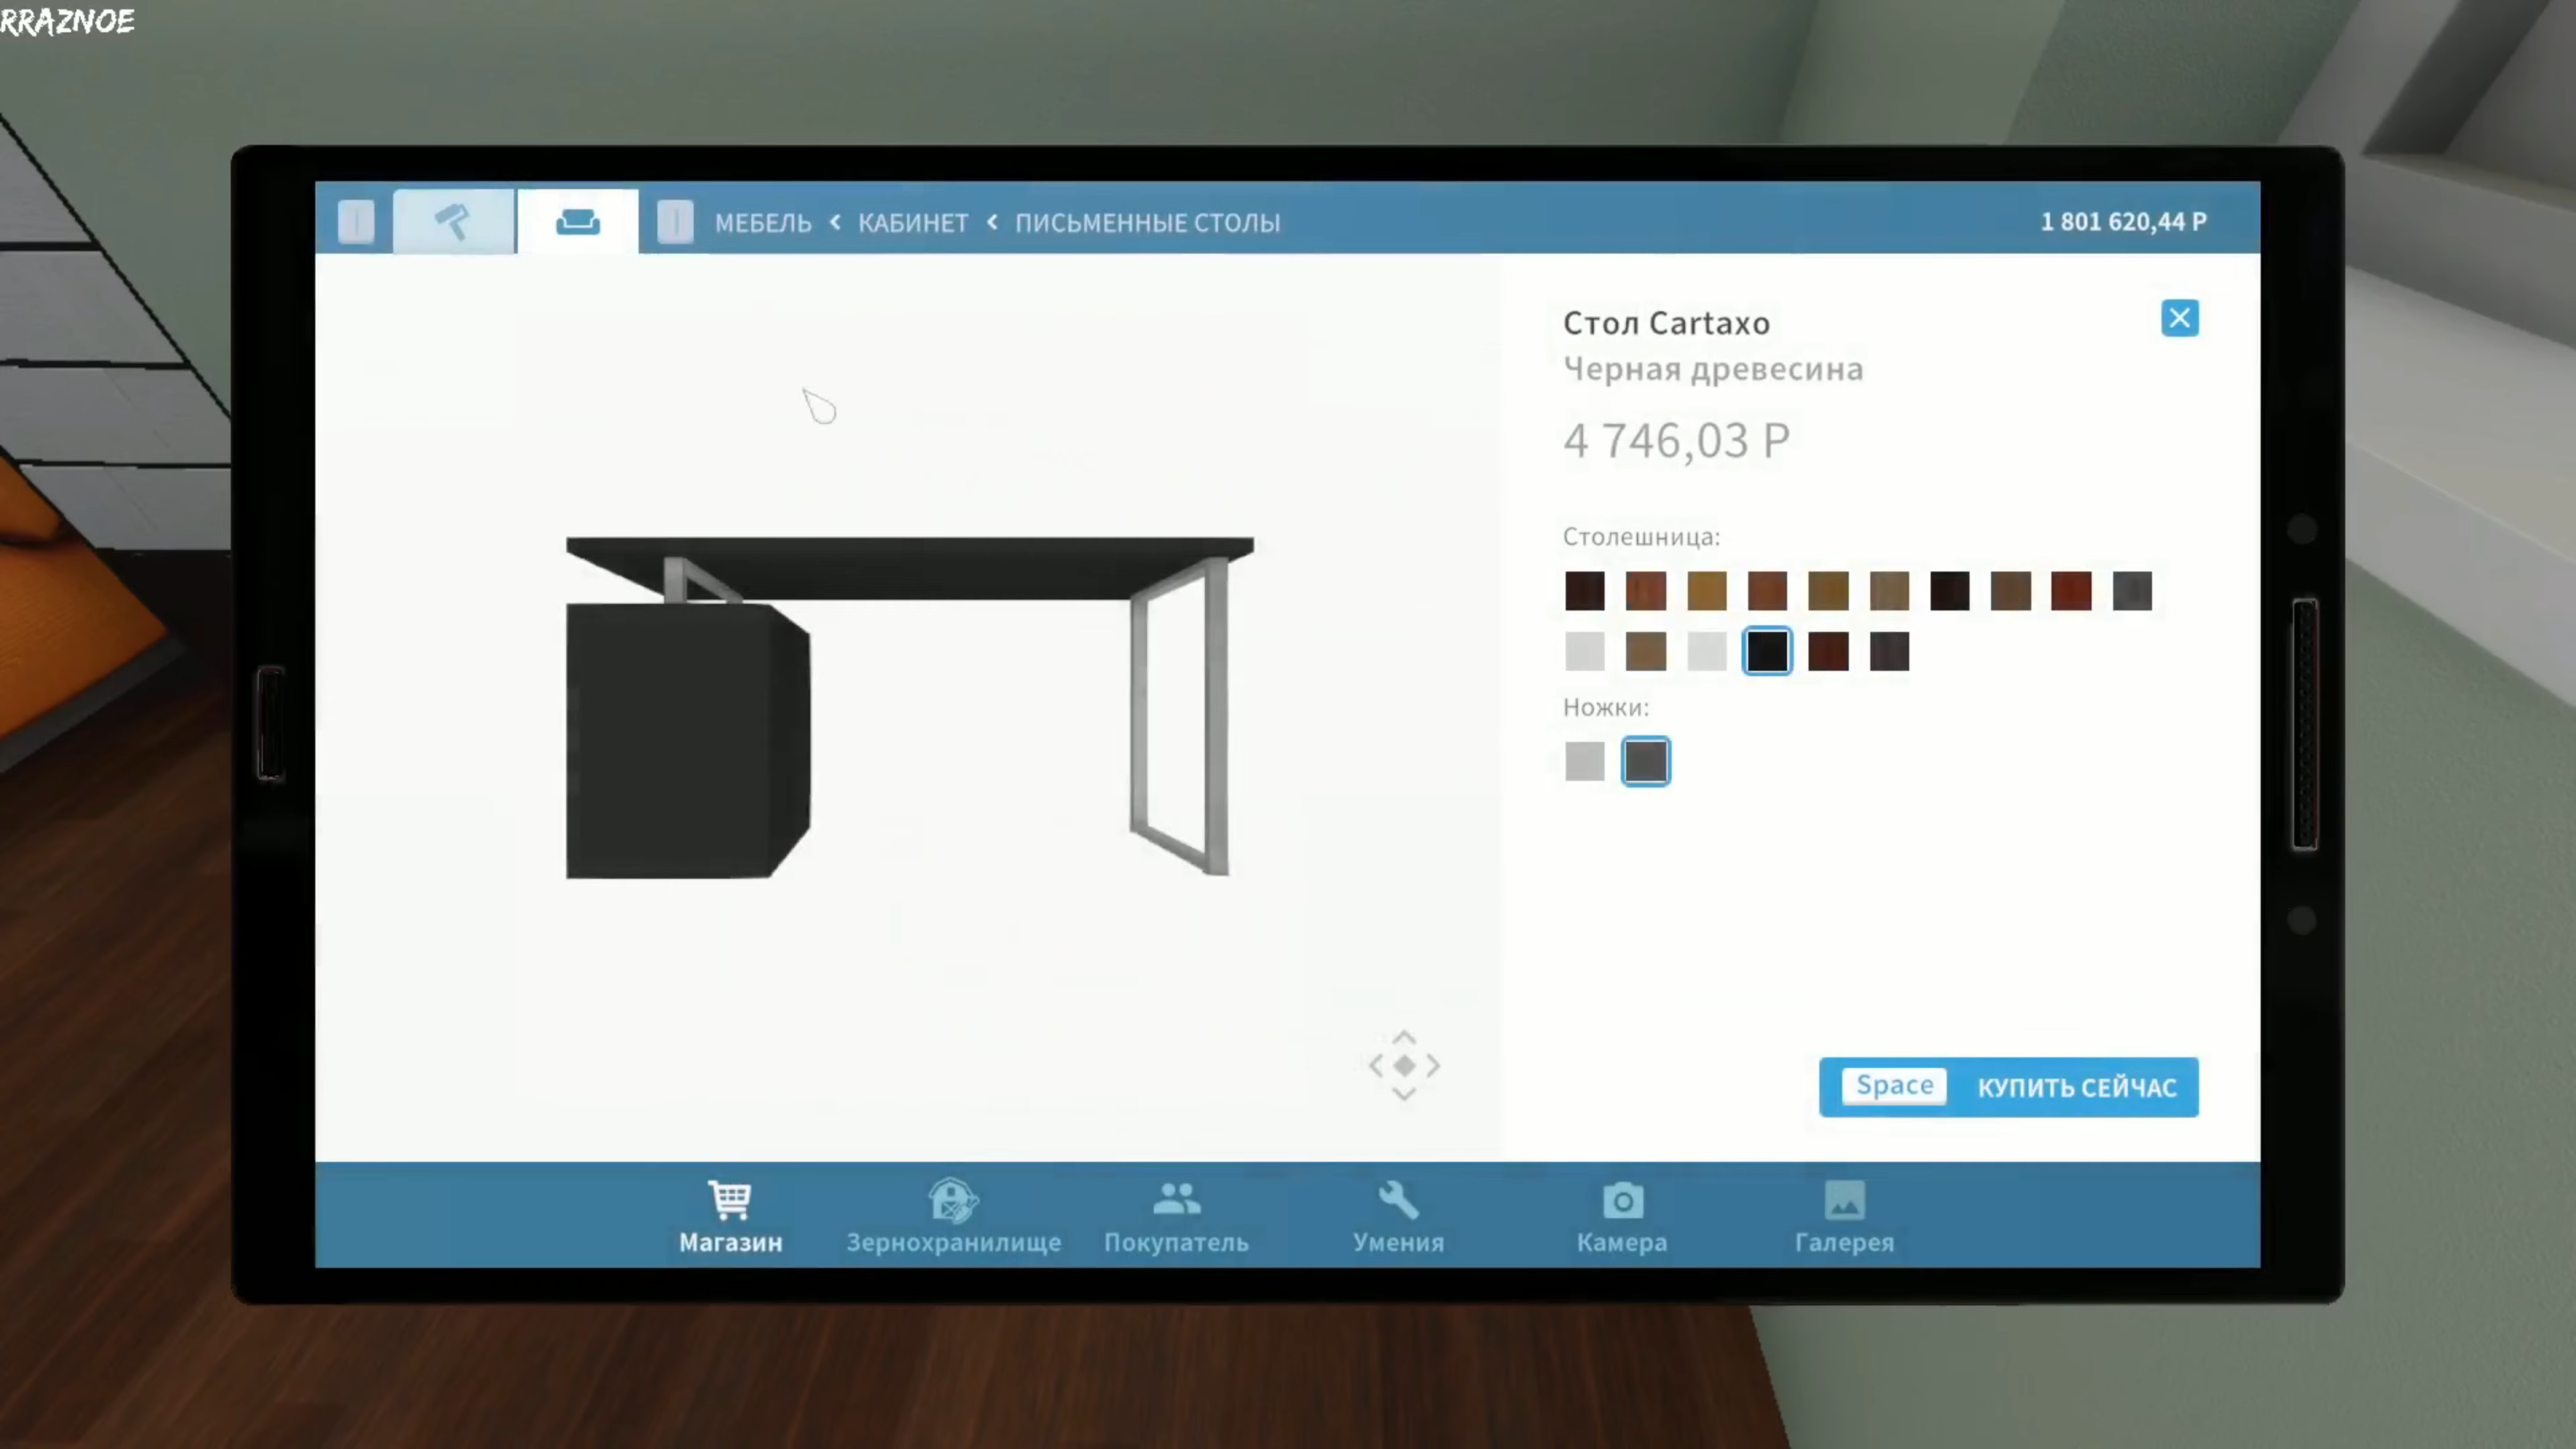 RRAZNOE
МЕБЕЛЬ < КАБИНЕТ < ПИСЬМЕННЫЕ СТОЛЫ
1 801 620,44 Р
Стол Cartaxo
Черная древесина
4 746,03 Р
Столешница:
Ножки:
Space КУПИТЬ СЕЙЧАС
Магазин
Зернохранилище
Покупатель
Умения
Камера
Галерея